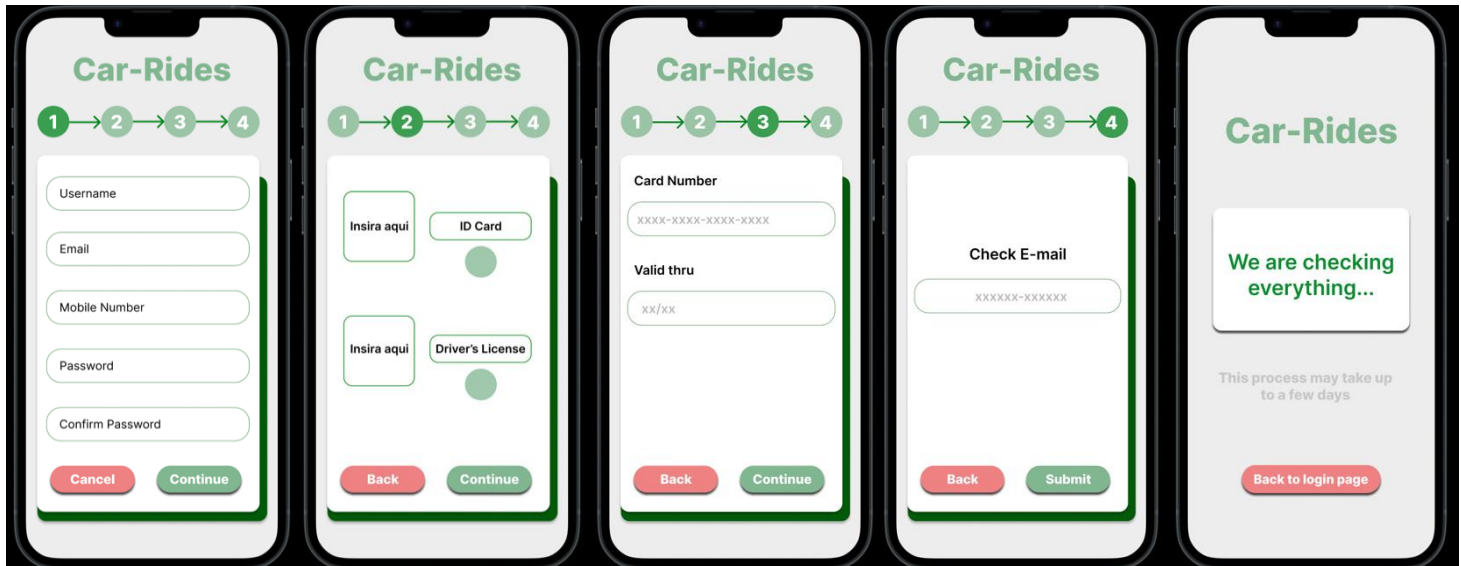 Car-Rides
1 2 3 4
Username
Email
Mobile Number
Password
Confirm Password
Cancel Continue
Car-Rides
1 2 3 4
Insira aqui ID Card
Insira aqui Driver's License
Back Continue
Car-Rides
1 2 3 4
Card Number
xxxx-xxxx-xxxx-xxxx
Valid thru
xx/xx
Back Continue
Car-Rides
1 2 3 4
Check E-mail
xxxxxx-xxxxxx
Back Submit
Car-Rides
We are checking
everything...
This process may take up
to a few days
Back to login page